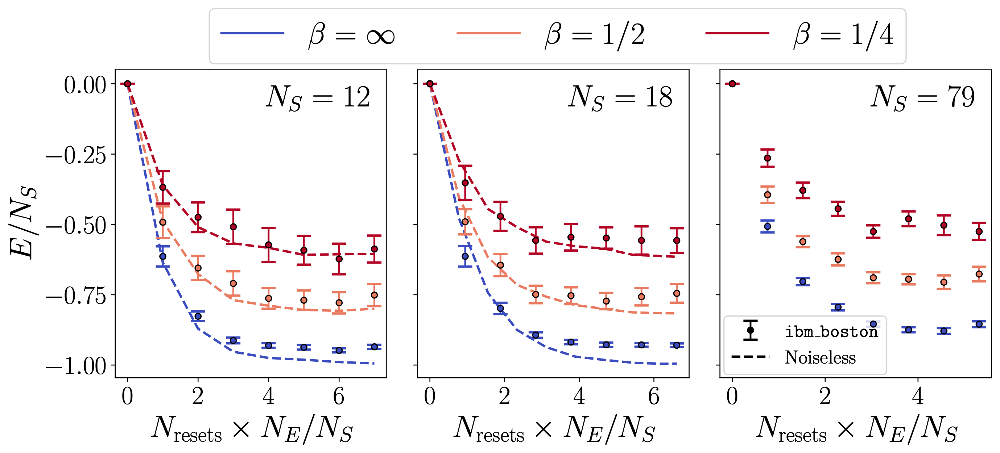 β = ∞ β = 1/2 β = 1/4
N_S = 12 N_S = 18 N_S = 79
0.00
−0.25
−0.50
−0.75
−1.00
E/N_S
ibm_boston
Noiseless
0 2 4 6 0 2 4 6 0 2 4
N_resets × N_E/N_S N_resets × N_E/N_S N_resets × N_E/N_S